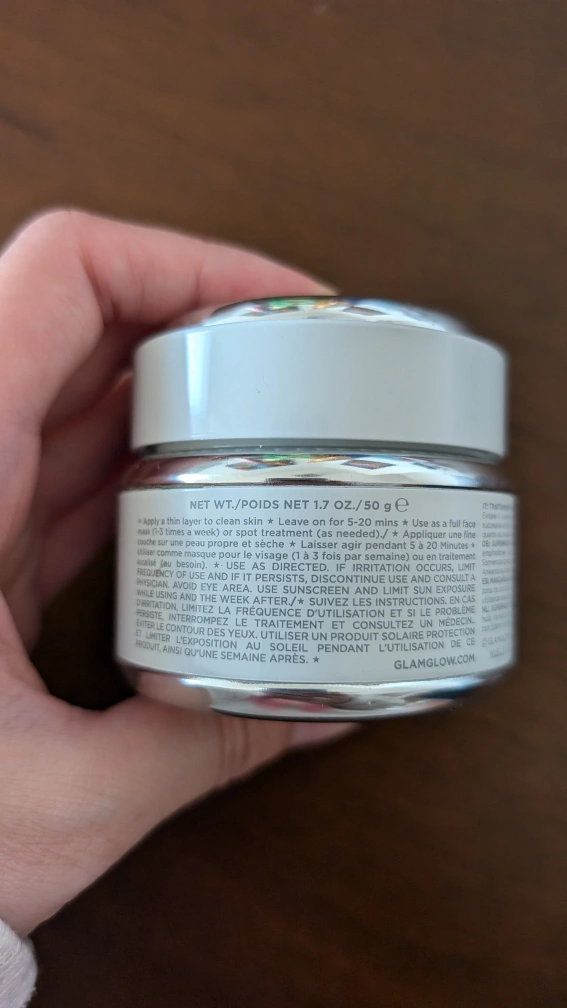 NET WT./POIDS NET 1.7 OZ./50 g ℮
★ Apply a thin layer to clean skin ★ Leave on for 5-20 mins ★ Use as a full face
mask (1-3 times a week) or spot treatment (as needed)./ ★ Appliquer une fine
couche sur une peau propre et sèche ★ Laisser agir pendant 5 à 20 Minutes ★
Utiliser comme masque pour le visage (1 à 3 fois par semaine) ou en traitement
localisé (au besoin). ★ USE AS DIRECTED. IF IRRITATION OCCURS, LIMIT
FREQUENCY OF USE AND IF IT PERSISTS, DISCONTINUE USE AND CONSULT A
PHYSICIAN. AVOID EYE AREA. USE SUNSCREEN AND LIMIT SUN EXPOSURE
WHILE USING AND THE WEEK AFTER./★ SUIVEZ LES INSTRUCTIONS. EN CAS
D'IRRITATION, LIMITEZ LA FRÉQUENCE D'UTILISATION ET SI LE PROBLÈME
PERSISTE, INTERROMPEZ LE TRAITEMENT ET CONSULTEZ UN MÉDECIN.
ÉVITER LE CONTOUR DES YEUX. UTILISER UN PRODUIT SOLAIRE PROTECTION
ET LIMITER L'EXPOSITION AU SOLEIL PENDANT L'UTILISATION DE CE
PRODUIT, AINSI QU'UNE SEMAINE APRÈS. ★
GLAMGLOW.COM